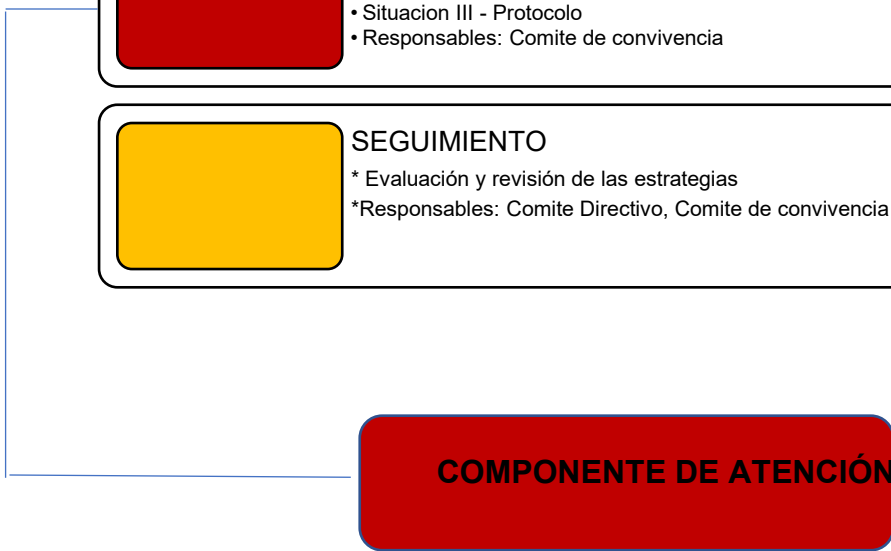 • Situacion III - Protocolo
• Responsables: Comite de convivencia
SEGUIMIENTO
* Evaluación y revisión de las estrategias
*Responsables: Comite Directivo, Comite de convivencia
COMPONENTE DE ATENCIÓN